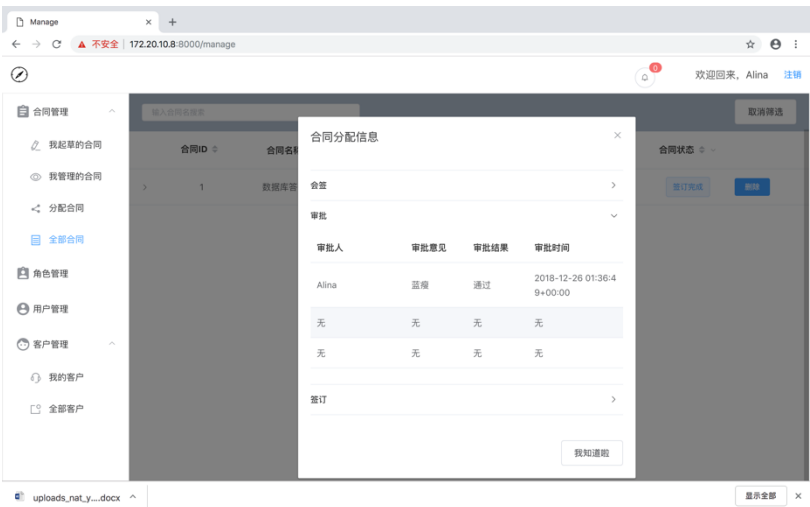 Manage
不安全 172.20.10.8:8000/manage
0
欢迎回来，Alina 注销
合同管理
输入合同名搜索
取消筛选
我起草的合同
我管理的合同
分配合同
全部合同
角色管理
用户管理
客户管理
我的客户
全部客户
合同ID
合同名称
合同状态
1
数据库答
签订完成
删除
合同分配信息
会签
审批
审批人 审批意见 审批结果 审批时间
Alina 蓝瘦 通过 2018-12-26 01:36:4
9+00:00
无 无 无 无
无 无 无 无
签订
我知道啦
uploads_nat_y....docx
显示全部